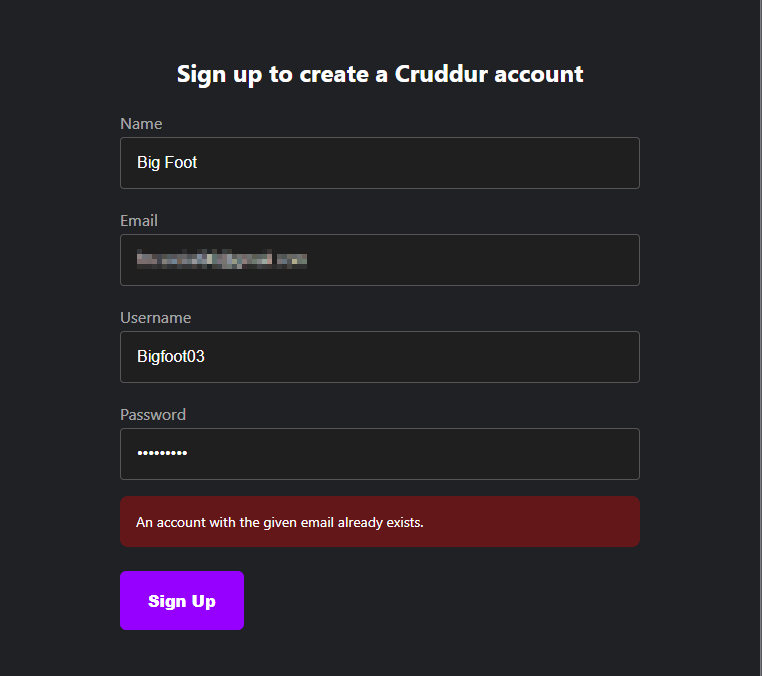 Sign up to create a Cruddur account
Name
Big Foot
Email
Username
Bigfoot03
Password
•••••••••
An account with the given email already exists.
Sign Up